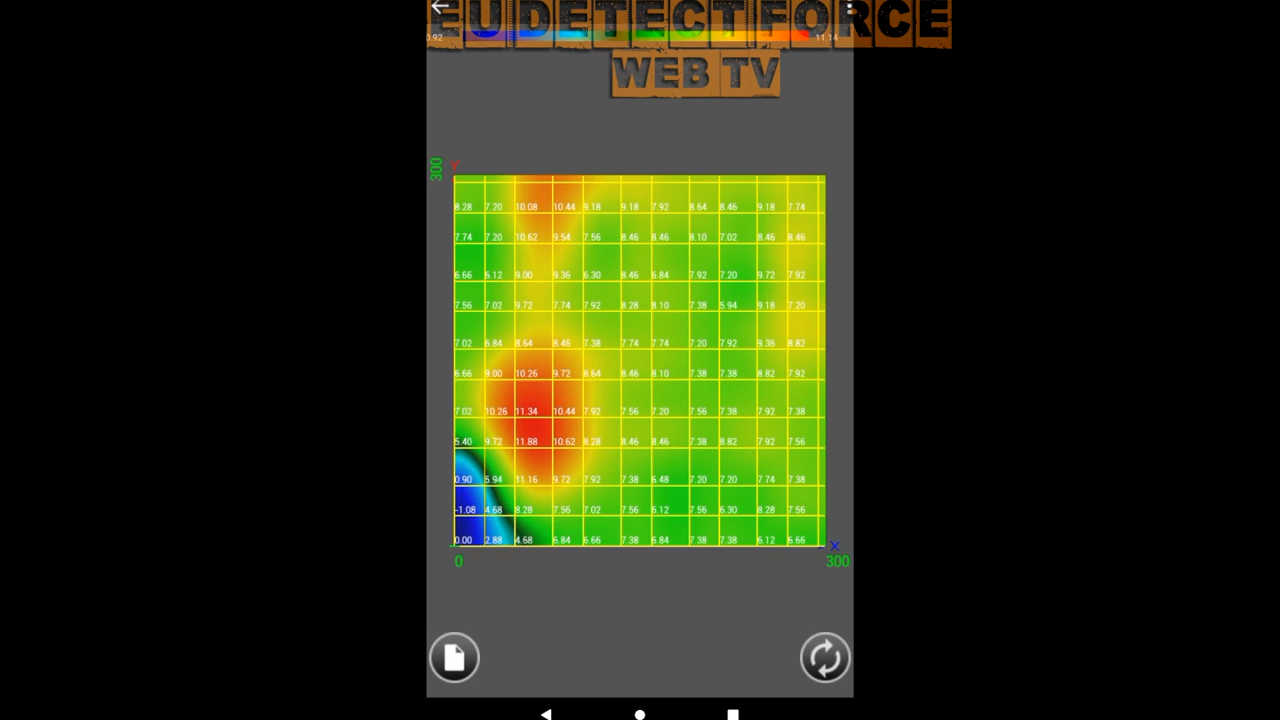 EU DETECT FORCE
0.92 11.14
WEB TV
300 Y
8.28 7.20 10.08 10.44 9.18 9.18 7.92 8.64 8.46 9.18 7.74
7.74 7.20 10.62 9.54 7.56 8.46 8.46 8.10 7.02 8.46 8.46
6.66 6.12 9.00 9.36 6.30 8.46 6.84 7.92 7.20 9.72 7.92
7.56 7.02 9.72 7.74 7.92 8.28 8.10 7.38 5.94 9.18 7.20
7.02 6.84 8.64 8.46 7.38 7.74 7.74 7.20 7.92 9.36 8.82
6.66 9.00 10.26 9.72 8.64 8.46 8.10 7.38 7.38 8.82 7.92
7.02 10.26 11.34 10.44 7.92 7.56 7.20 7.56 7.38 7.92 7.38
5.40 9.72 11.88 10.62 8.28 8.46 8.46 7.38 8.82 7.92 7.56
0.90 5.94 11.16 9.72 7.92 7.38 6.48 7.20 7.20 7.74 7.38
-1.08 4.68 8.28 7.56 7.02 7.56 6.12 7.56 6.30 8.28 7.56
0.00 2.88 4.68 6.84 6.66 7.38 6.84 7.38 7.38 6.12 6.66
X
0 300